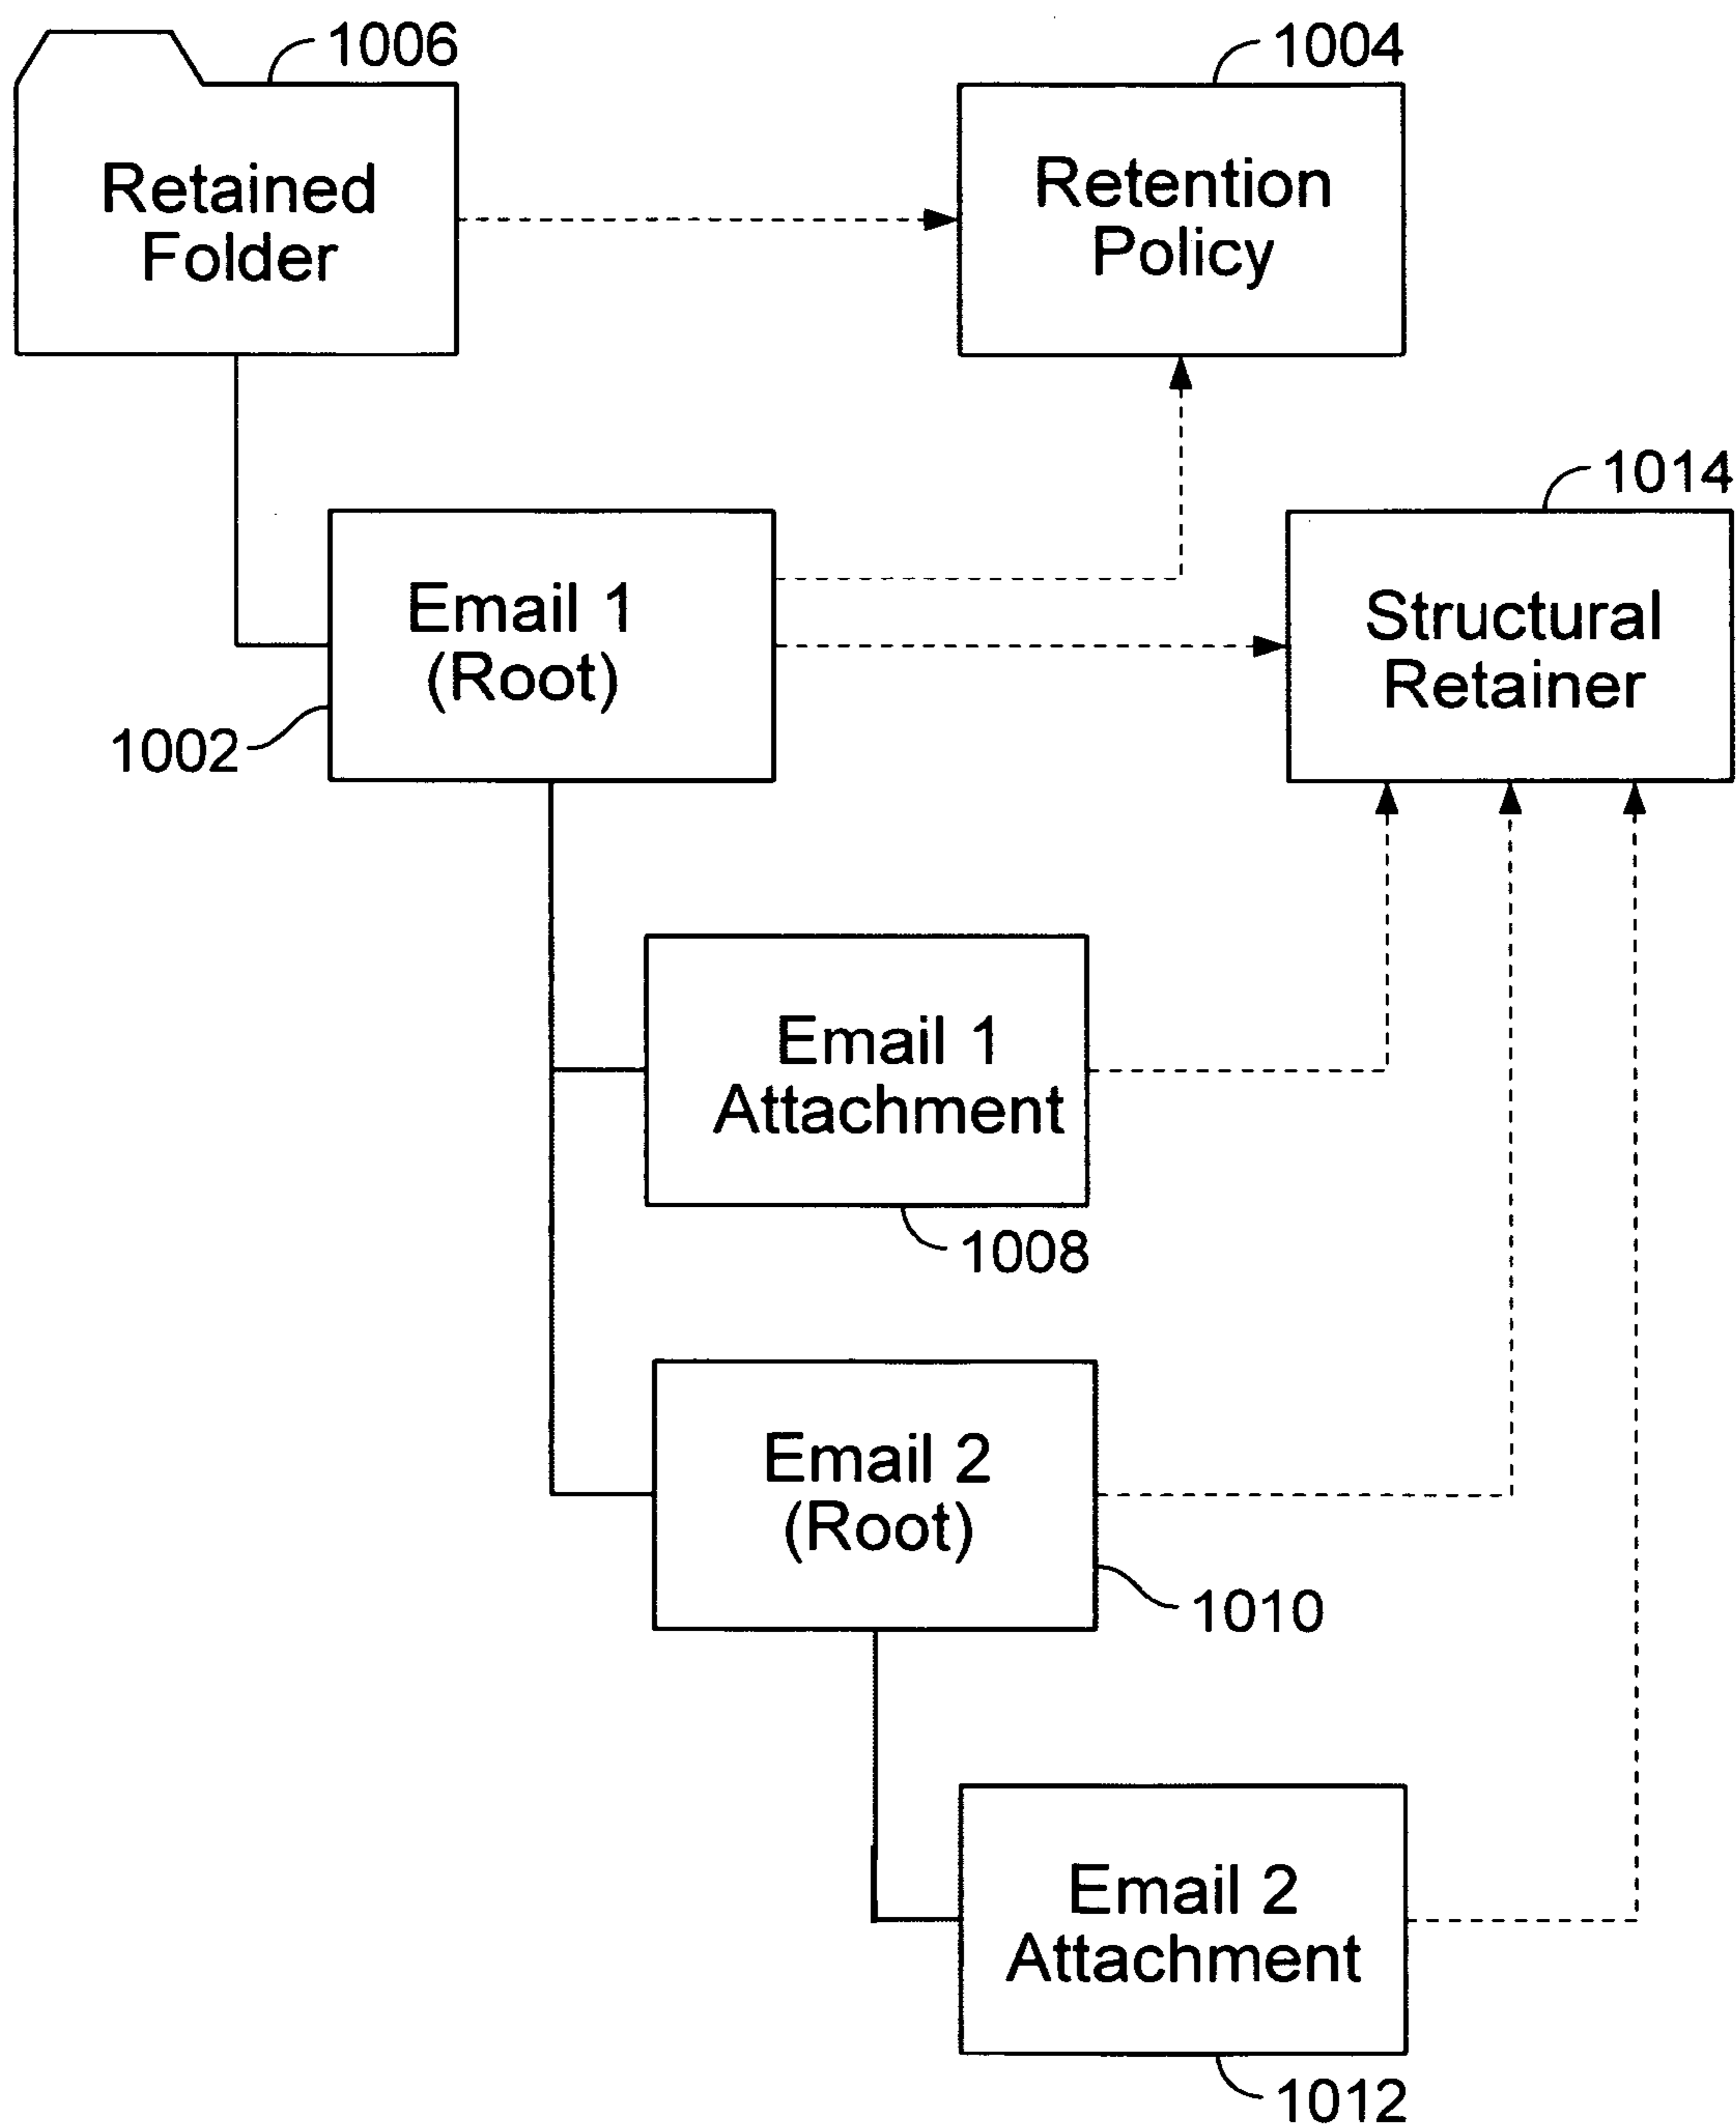 1006
1004
Retained
Folder
Retention
Policy
1014
Email 1
(Root)
Structural
Retainer
1002
Email 1
Attachment
1008
Email 2
(Root)
1010
Email 2
Attachment
1012